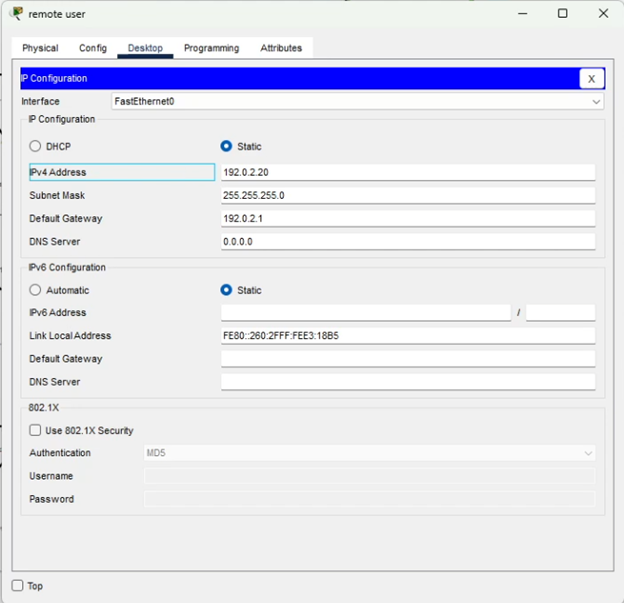 remote user
Physical Config Desktop Programming Attributes
IP Configuration X
Interface FastEthernet0
IP Configuration
DHCP Static
IPv4 Address 192.0.2.20
Subnet Mask 255.255.255.0
Default Gateway 192.0.2.1
DNS Server 0.0.0.0
IPv6 Configuration
Automatic Static
IPv6 Address /
Link Local Address FE80::260:2FFF:FEE3:18B5
Default Gateway
DNS Server
802.1X
Use 802.1X Security
Authentication MD5
Username
Password
Top